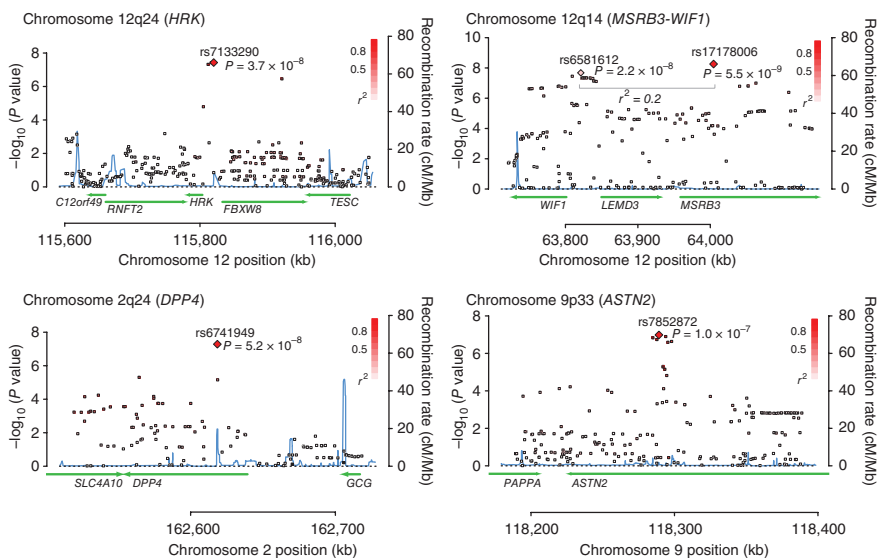 Chromosome 12q24 (HRK)
8
6
4
2
0
–log10 (P value)
rs7133290
P = 3.7 × 10−8
0.8
0.5
r2
80
60
40
20
0
Recombination rate (cM/Mb)
C12orf49
RNFT2
HRK
FBXW8
TESC
115,600
115,800
116,000
Chromosome 12 position (kb)
Chromosome 12q14 (MSRB3-WIF1)
10
8
6
4
2
0
–log10 (P value)
rs6581612
P = 2.2 × 10−8
rs17178006
P = 5.5 × 10−9
r2 = 0.2
0.8
0.5
r2
80
60
40
20
0
Recombination rate (cM/Mb)
WIF1
LEMD3
MSRB3
63,800
63,900
64,000
Chromosome 12 position (kb)
Chromosome 2q24 (DPP4)
8
6
4
2
0
–log10 (P value)
rs6741949
P = 5.2 × 10−8
0.8
0.5
r2
80
60
40
20
0
Recombination rate (cM/Mb)
SLC4A10
DPP4
GCG
162,600
162,700
Chromosome 2 position (kb)
Chromosome 9p33 (ASTN2)
8
6
4
2
0
–log10 (P value)
rs7852872
P = 1.0 × 10−7
0.8
0.5
r2
80
60
40
20
0
Recombination rate (cM/Mb)
PAPPA
ASTN2
118,200
118,300
118,400
Chromosome 9 position (kb)